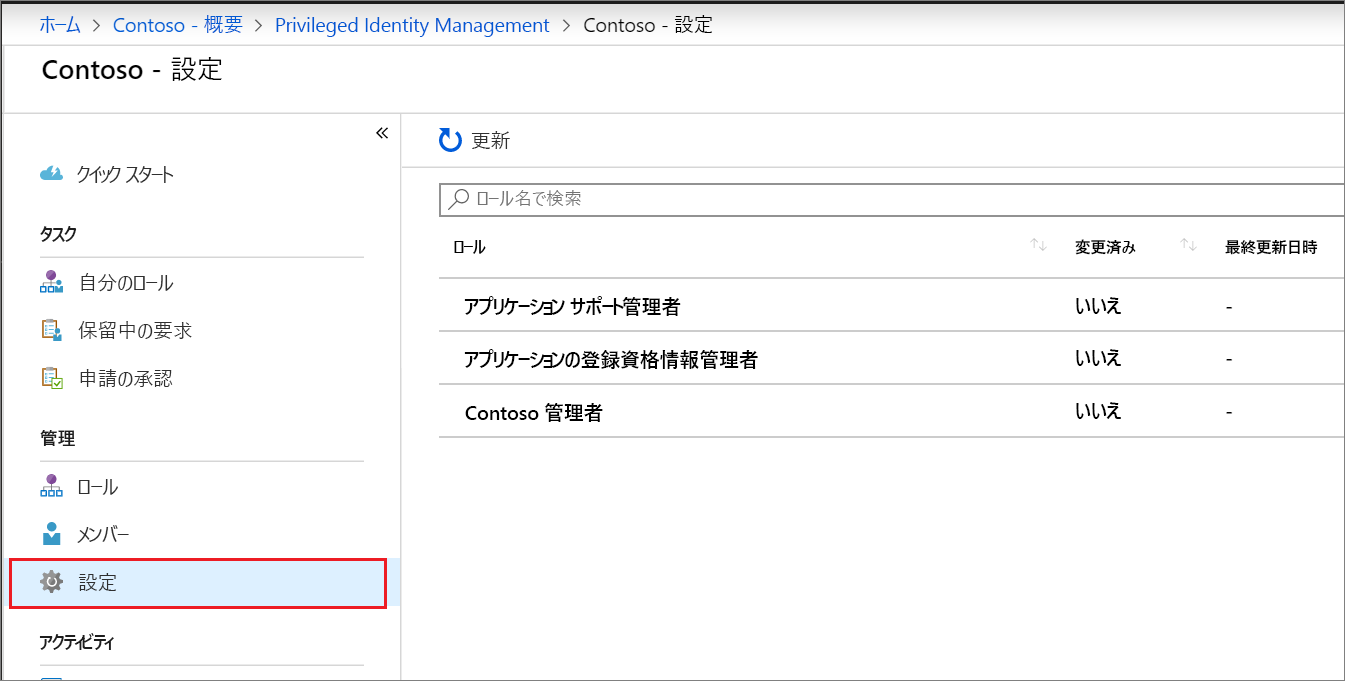 ホーム > Contoso - 概要 > Privileged Identity Management > Contoso - 設定
Contoso - 設定
«
クイック スタート
タスク
自分のロール
保留中の要求
申請の承認
管理
ロール
メンバー
設定
アクティビティ
更新
ロール名で検索
ロール ↑↓ 変更済み ↑↓ 最終更新日時
アプリケーション サポート管理者 いいえ -
アプリケーションの登録資格情報管理者 いいえ -
Contoso 管理者 いいえ -